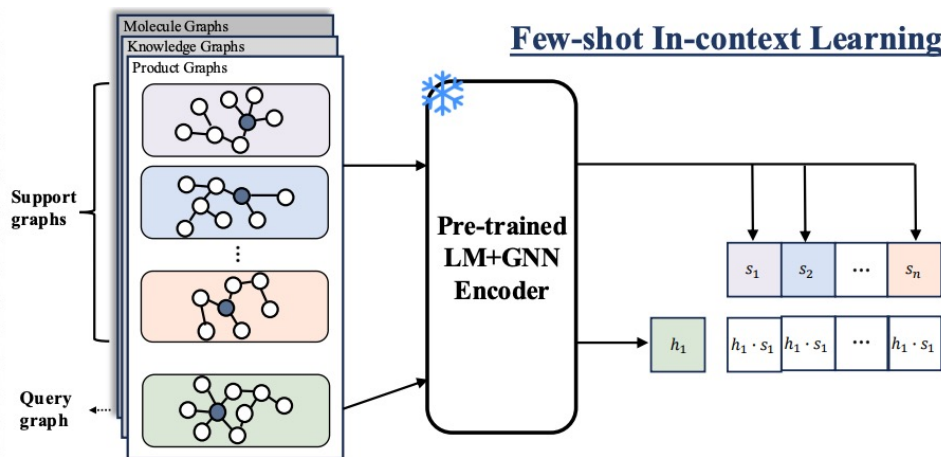 Few-shot In-context Learning
Molecule Graphs
Knowledge Graphs
Product Graphs
Support
graphs
⋮
Query
graph
Pre-trained
LM+GNN
Encoder
s₁ s₂ ⋯ sₙ
h₁ h₁ · s₁ h₁ · s₁ ⋯ h₁ · s₁